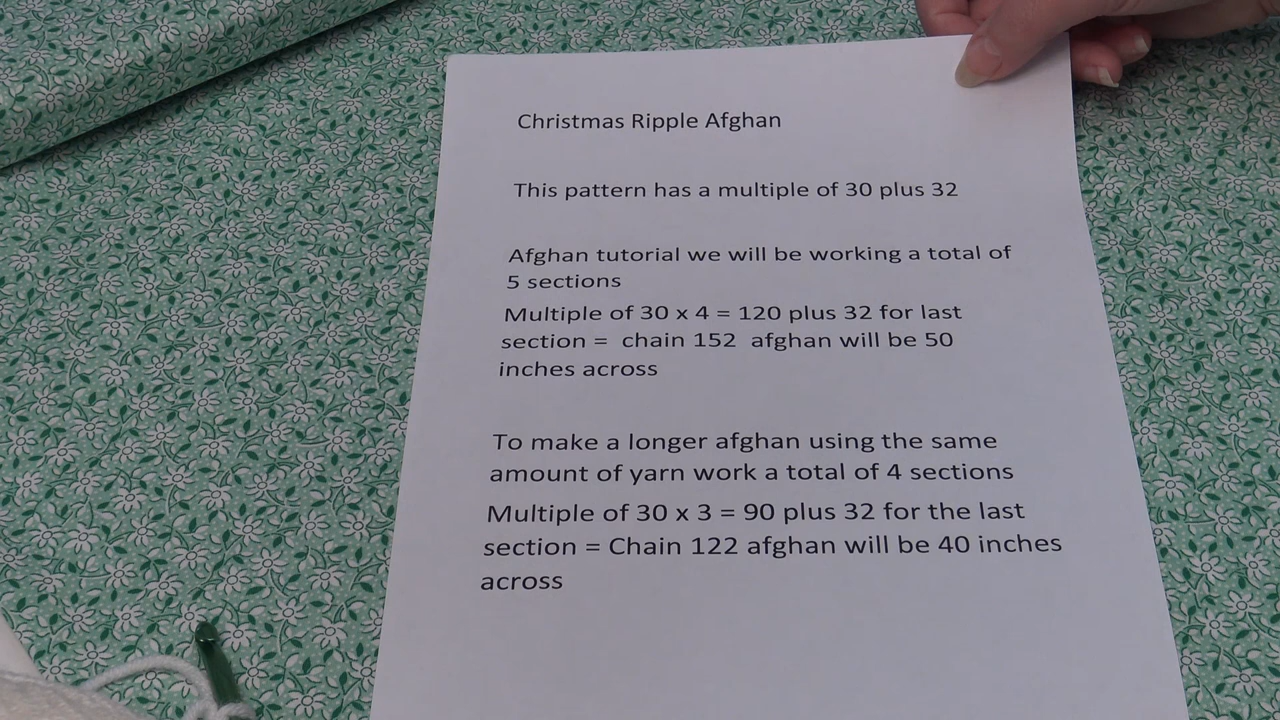 Christmas Ripple Afghan
This pattern has a multiple of 30 plus 32
Afghan tutorial we will be working a total of
5 sections
Multiple of 30 x 4 = 120 plus 32 for last
section = chain 152 afghan will be 50
inches across
To make a longer afghan using the same
amount of yarn work a total of 4 sections
Multiple of 30 x 3 = 90 plus 32 for the last
section = Chain 122 afghan will be 40 inches
across